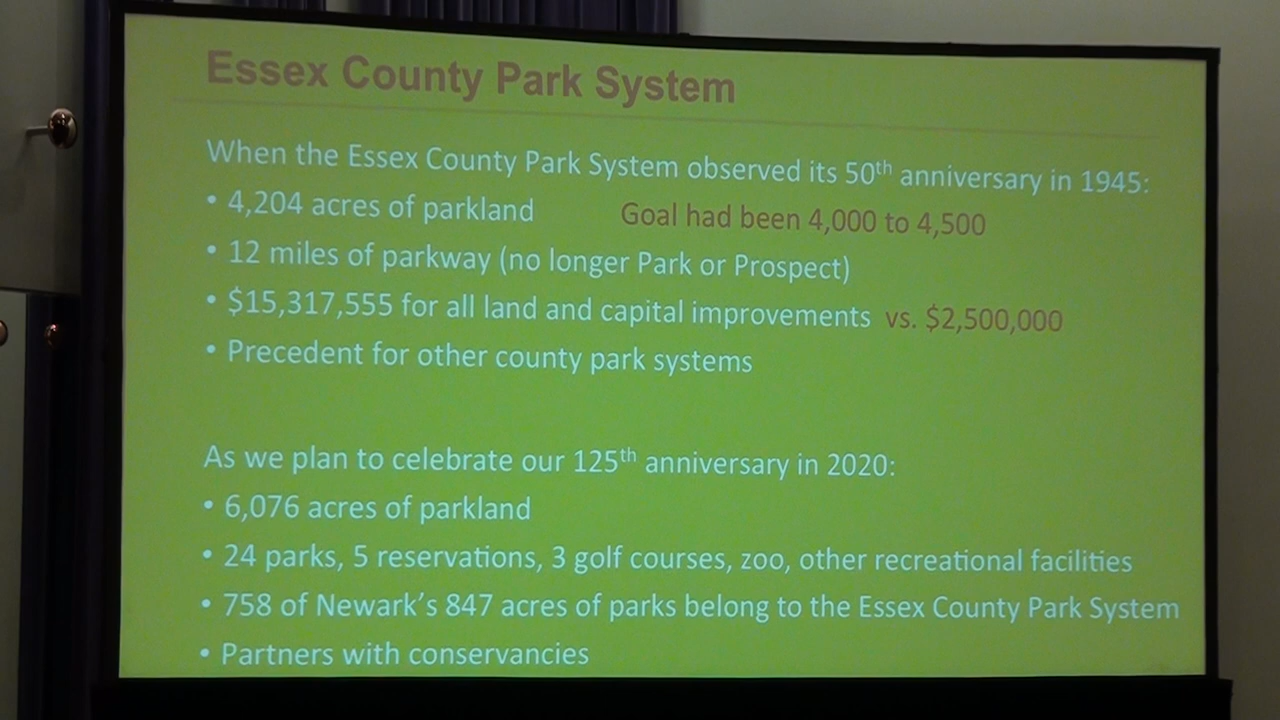 Essex County Park System
When the Essex County Park System observed its 50th anniversary in 1945:
• 4,204 acres of parkland Goal had been 4,000 to 4,500
• 12 miles of parkway (no longer Park or Prospect)
• $15,317,555 for all land and capital improvements vs. $2,500,000
• Precedent for other county park systems
As we plan to celebrate our 125th anniversary in 2020:
• 6,076 acres of parkland
• 24 parks, 5 reservations, 3 golf courses, zoo, other recreational facilities
• 758 of Newark’s 847 acres of parks belong to the Essex County Park System
• Partners with conservancies